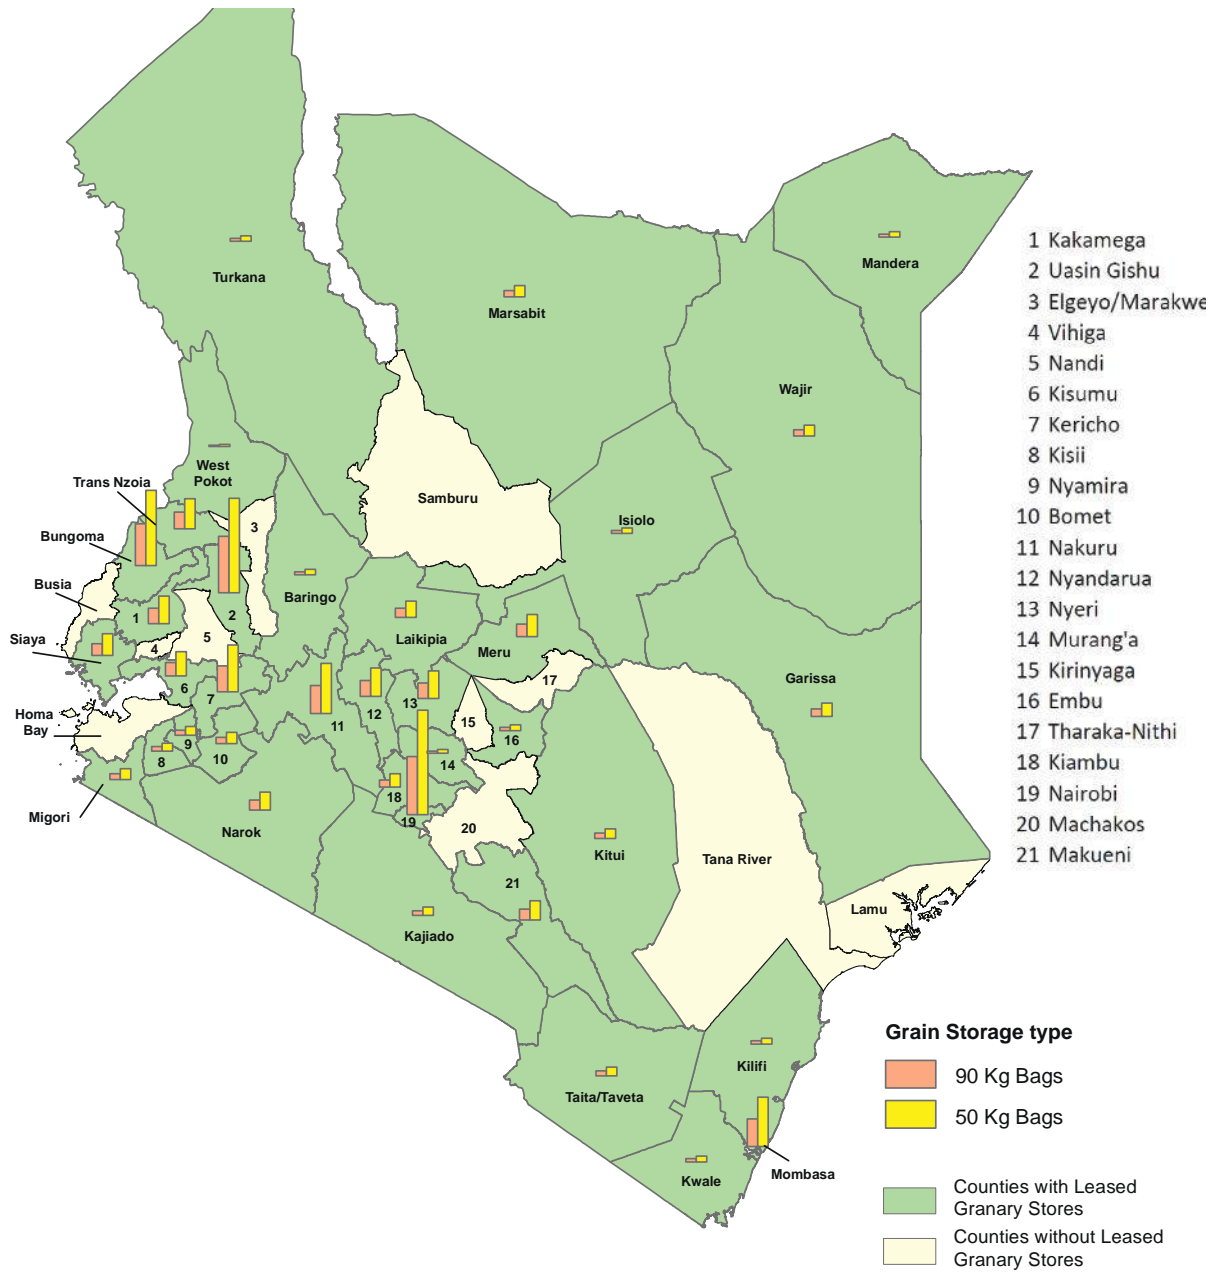 Turkana
Marsabit
Mandera
Wajir
Samburu
Isiolo
West
Pokot
Trans Nzoia
Bungoma
Busia
Siaya
Homa
Bay
Migori
Baringo
Laikipia
Meru
Garissa
Narok
Kitui
Tana River
Lamu
Kajiado
Taita/Taveta
Kilifi
Kwale
Mombasa
1
2
3
4
5
6
7
8
9
10
11
12
13
14
15
16
17
18
19
20
21
1 Kakamega
2 Uasin Gishu
3 Elgeyo/Marakwe
4 Vihiga
5 Nandi
6 Kisumu
7 Kericho
8 Kisii
9 Nyamira
10 Bomet
11 Nakuru
12 Nyandarua
13 Nyeri
14 Murang'a
15 Kirinyaga
16 Embu
17 Tharaka-Nithi
18 Kiambu
19 Nairobi
20 Machakos
21 Makueni
Grain Storage type
90 Kg Bags
50 Kg Bags
Counties with Leased
Granary Stores
Counties without Leased
Granary Stores